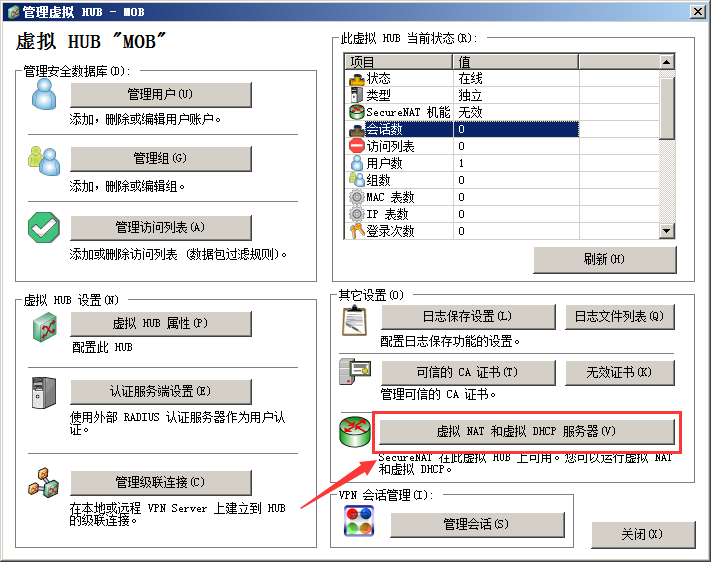 管理虚拟 HUB - MOB
虚拟 HUB "MOB"
管理安全数据库(D):
管理用户(U)
添加，删除或编辑用户账户。
管理组(G)
添加，删除或编辑组。
管理访问列表(A)
添加或删除访问列表 (数据包过滤规则)。
此虚拟 HUB 当前状态(R):
项目 值
状态 在线
类型 独立
SecureNAT 机能 无效
会话数 0
访问列表 0
用户数 1
组数 0
MAC 表数 0
IP 表数 0
登录次数 0
刷新(H)
虚拟 HUB 设置(N)
虚拟 HUB 属性(P)
配置此 HUB
认证服务端设置(E)
使用外部 RADIUS 认证服务器作为用户认
证。
管理级联连接(C)
在本地或远程 VPN Server 上建立到 HUB
的级联连接。
其它设置(O)
日志保存设置(L)
日志文件列表(Q)
配置日志保存功能的设置。
可信的 CA 证书(T)
无效证书(K)
管理可信的 CA 证书。
虚拟 NAT 和虚拟 DHCP 服务器(V)
SecureNAT 在此虚拟 HUB 上可用。您可以运行虚拟 NAT
和虚拟 DHCP。
VPN 会话管理(I):
管理会话(S)
关闭(X)